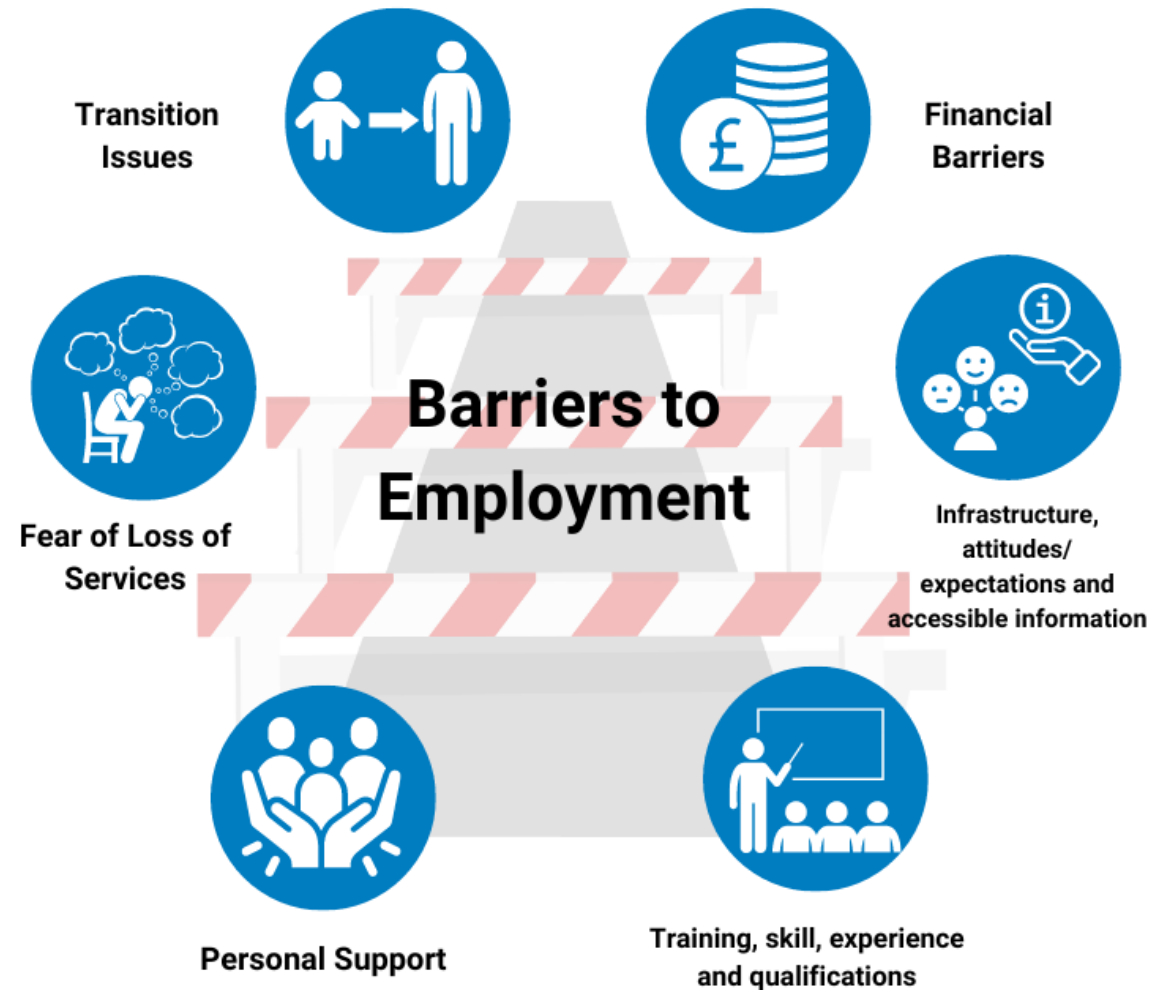 Transition
Issues
£
Financial
Barriers
i
Barriers to
Employment
Fear of Loss of
Services
Infrastructure,
attitudes/
expectations and
accessible information
Personal Support
Training, skill, experience
and qualifications